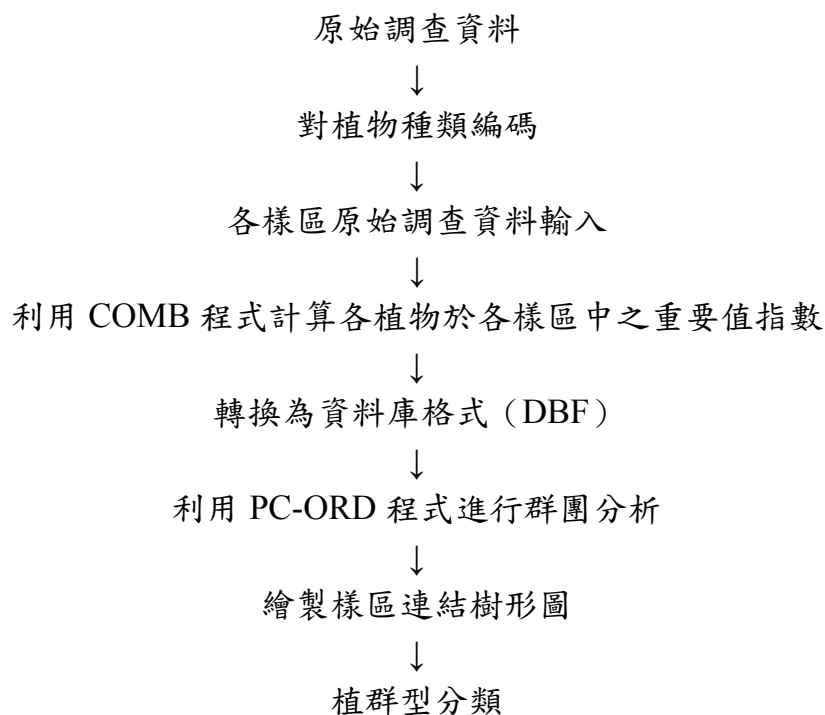 原始調查資料
↓
對植物種類編碼
↓
各樣區原始調查資料輸入
↓
利用 COMB 程式計算各植物於各樣區中之重要值指數
↓
轉換為資料庫格式（DBF）
↓
利用 PC-ORD 程式進行群團分析
↓
繪製樣區連結樹形圖
↓
植群型分類